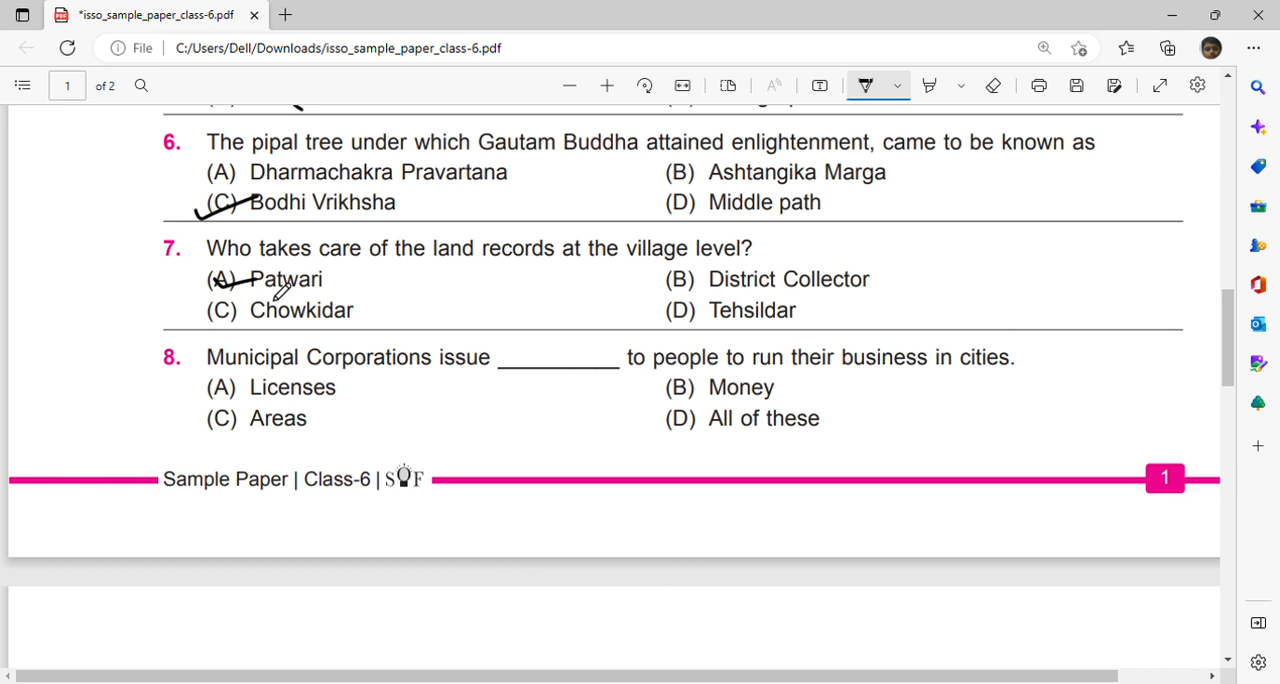 *isso_sample_paper_class-6.pdf
File C:/Users/Dell/Downloads/isso_sample_paper_class-6.pdf
1 of 2
6. The pipal tree under which Gautam Buddha attained enlightenment, came to be known as
(A) Dharmachakra Pravartana (B) Ashtangika Marga
(C) Bodhi Vrikhsha (D) Middle path
7. Who takes care of the land records at the village level?
(A) Patwari (B) District Collector
(C) Chowkidar (D) Tehsildar
8. Municipal Corporations issue ___________ to people to run their business in cities.
(A) Licenses (B) Money
(C) Areas (D) All of these
Sample Paper | Class-6 | SOF 1